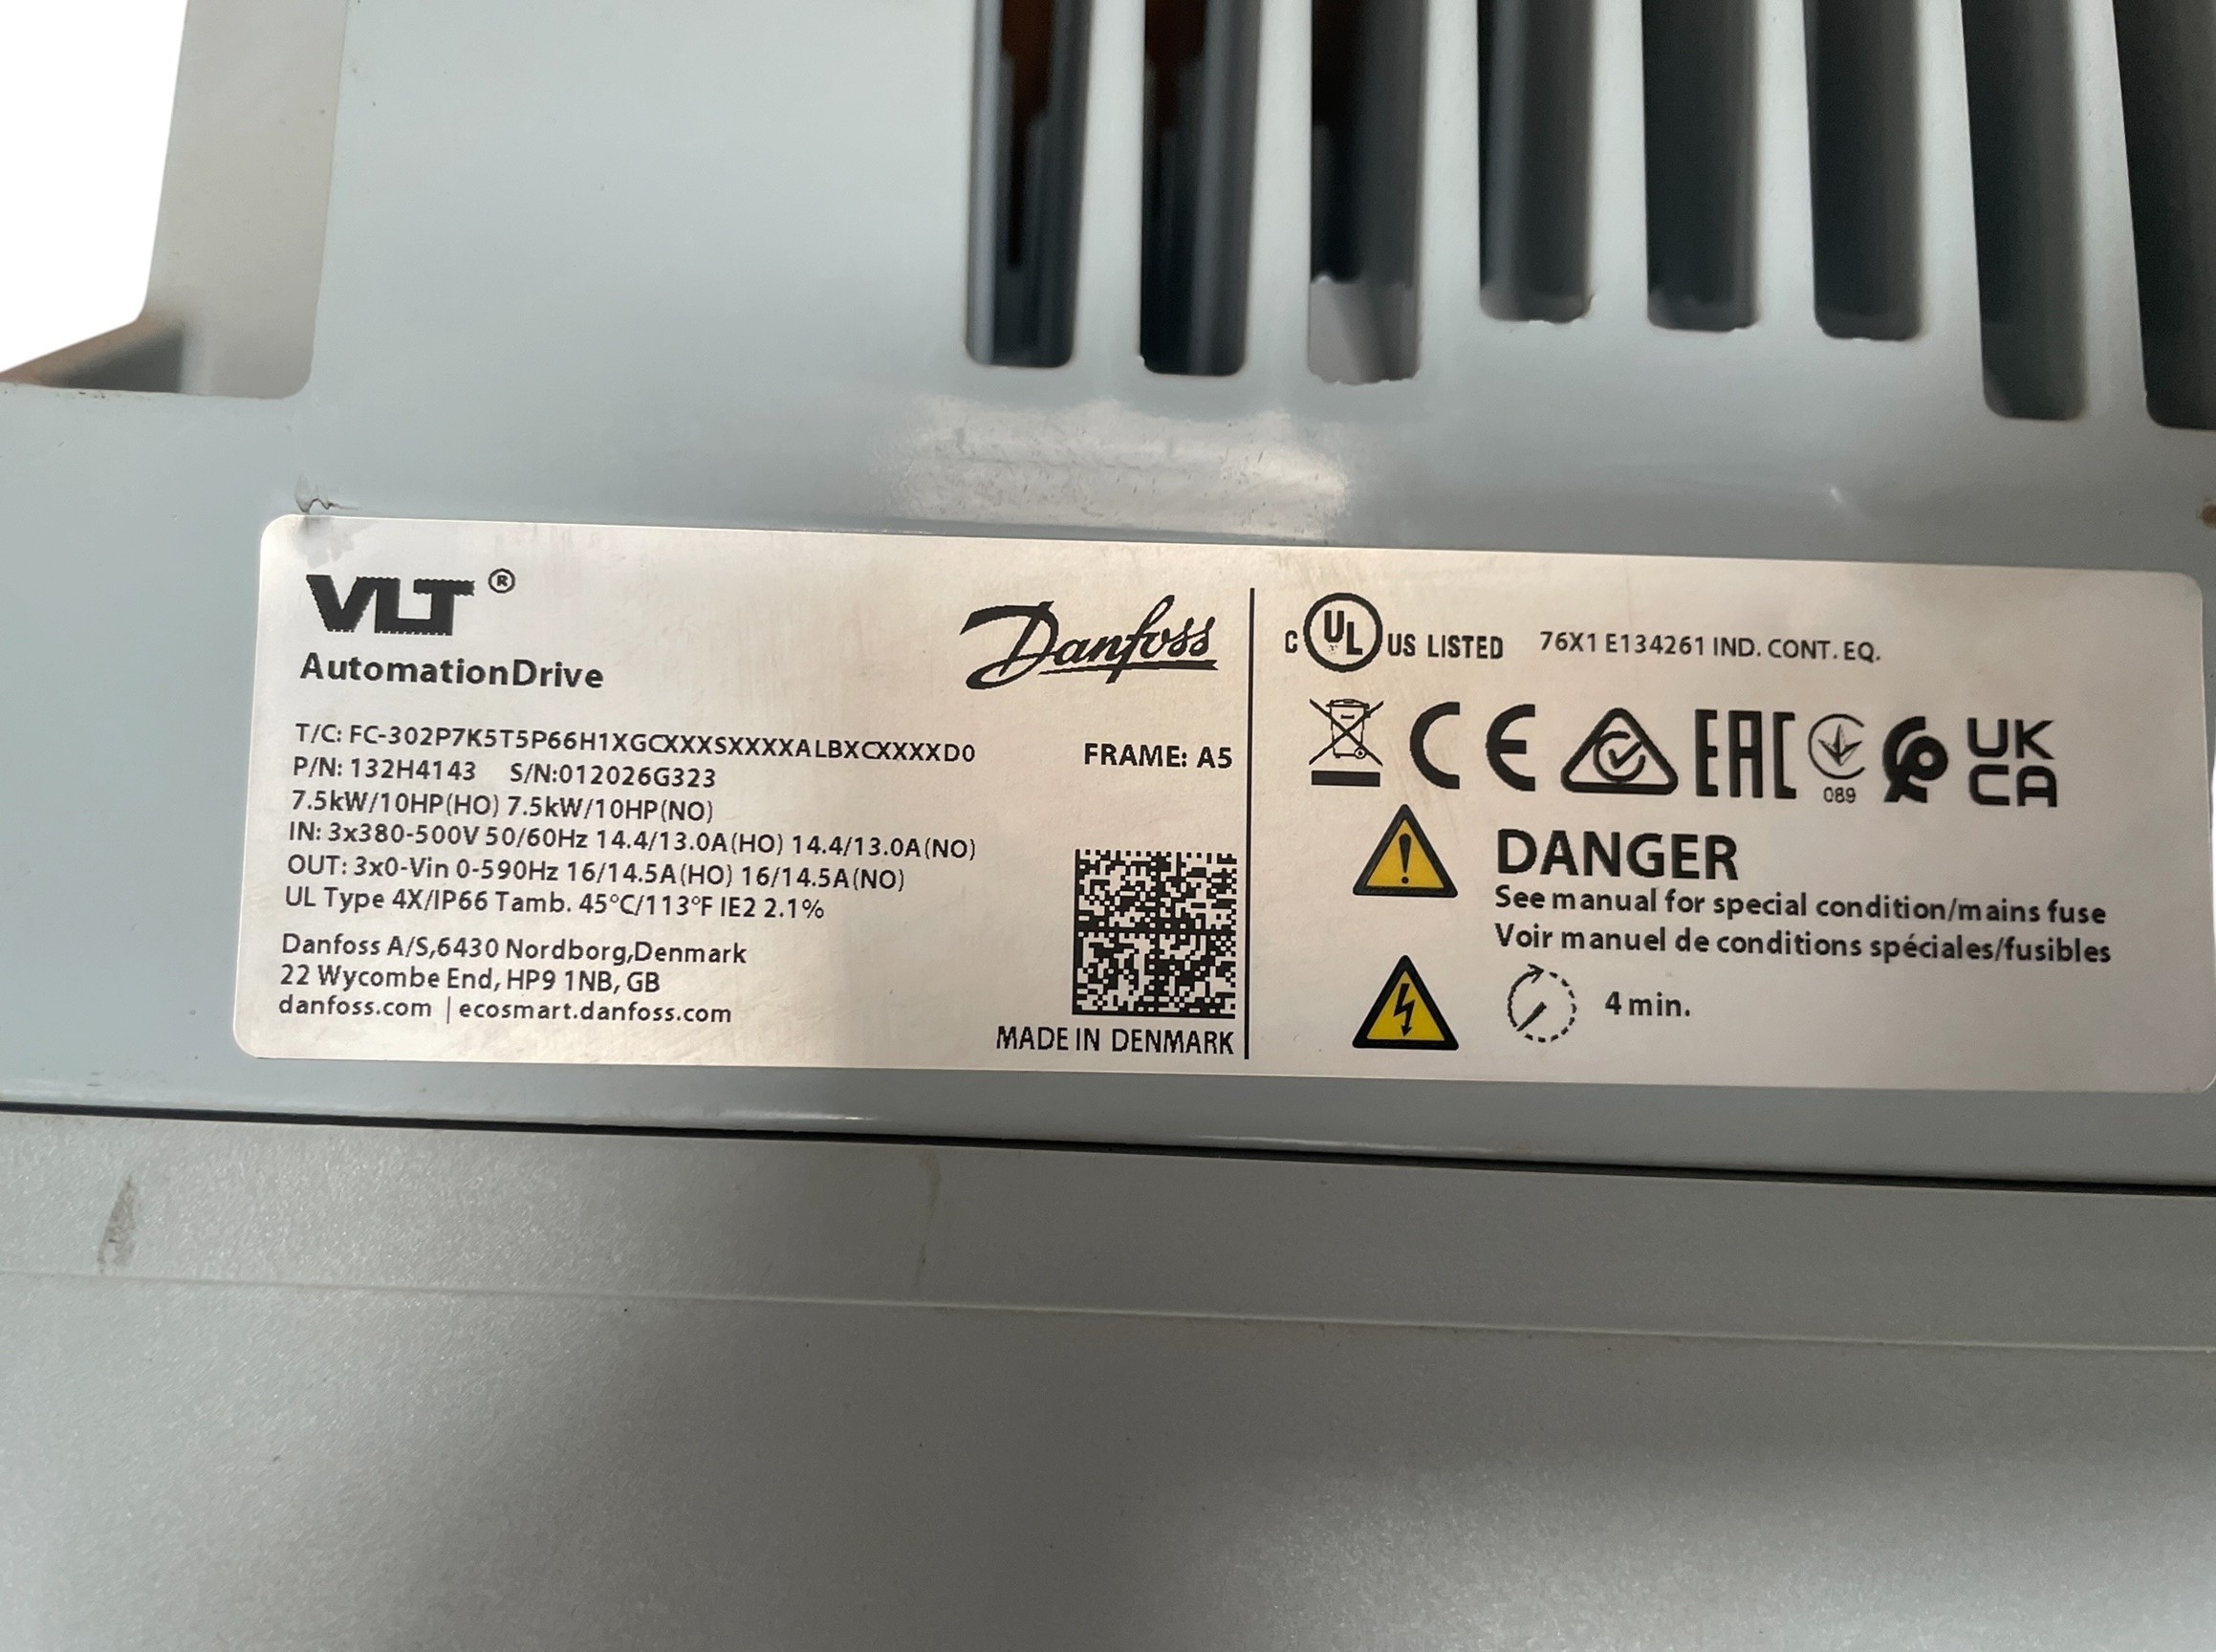 VLT®
AutomationDrive
Danfoss
T/C: FC-302P7K5T5P66H1XGCXXXSXXXXALBXCXXXXD0
FRAME: A5
P/N: 132H4143 S/N:012026G323
7.5kW/10HP(HO) 7.5kW/10HP(NO)
IN: 3x380-500V 50/60Hz 14.4/13.0A(HO) 14.4/13.0A(NO)
OUT: 3x0-Vin 0-590Hz 16/14.5A(HO) 16/14.5A(NO)
UL Type 4X/IP66 Tamb. 45°C/113°F IE2 2.1%
Danfoss A/S,6430 Nordborg,Denmark
22 Wycombe End, HP9 1NB, GB
danfoss.com | ecosmart.danfoss.com
MADE IN DENMARK
C UL US LISTED 76X1 E134261 IND. CONT. EQ.
CE EAC 089 UK CA
DANGER
See manual for special condition/mains fuse
Voir manuel de conditions spéciales/fusibles
4 min.